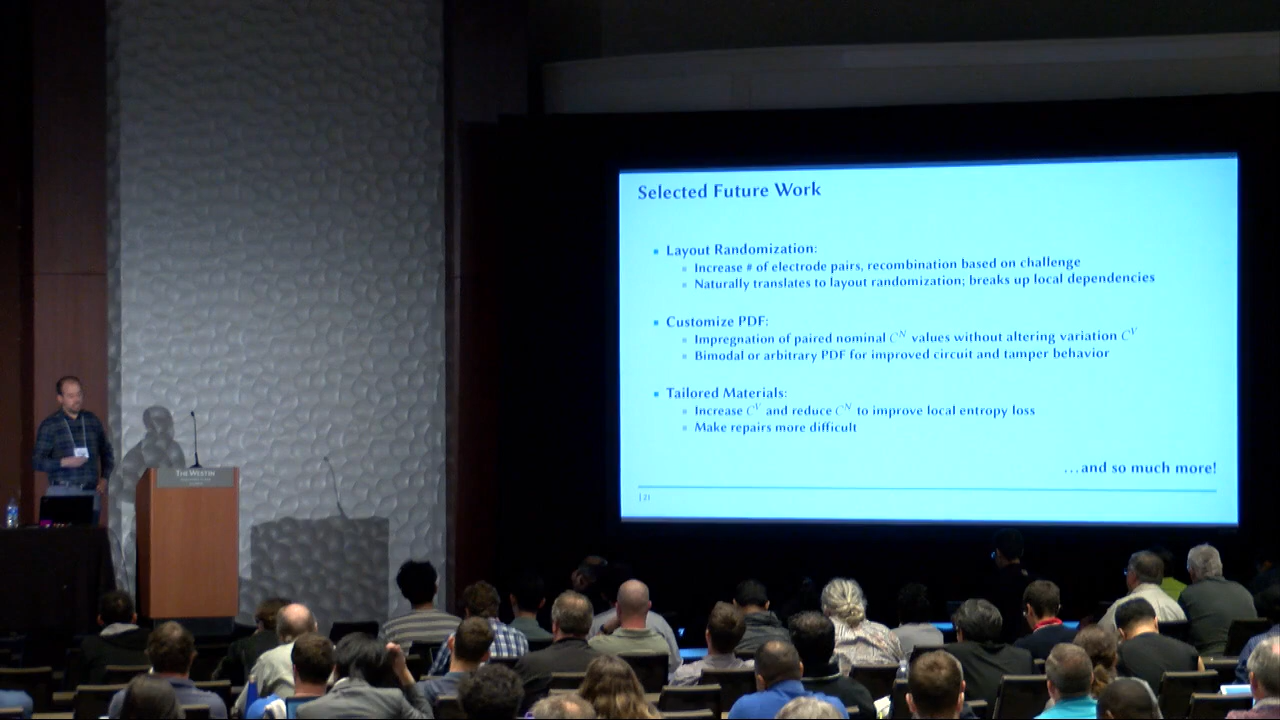 Selected Future Work
▪ Layout Randomization:
▪ Increase # of electrode pairs, recombination based on challenge
▪ Naturally translates to layout randomization; breaks up local dependencies
▪ Customize PDF:
▪ Impregnation of paired nominal C^N values without altering variation C^V
▪ Bimodal or arbitrary PDF for improved circuit and tamper behavior
▪ Tailored Materials:
▪ Increase C^V and reduce C^N to improve local entropy loss
▪ Make repairs more difficult
...and so much more!
| 21
THE WESTIN